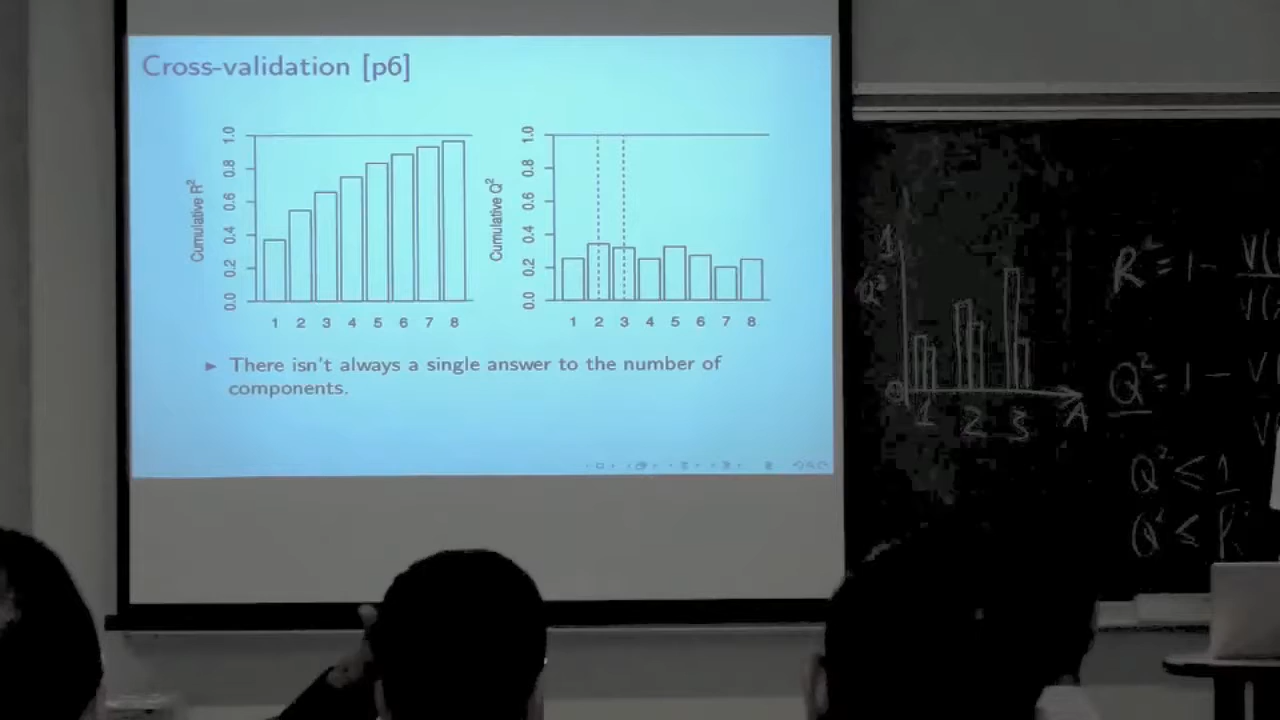 Cross-validation [p6]
Cumulative R²
0.0 0.2 0.4 0.6 0.8 1.0
1 2 3 4 5 6 7 8
Cumulative Q²
0.0 0.2 0.4 0.6 0.8 1.0
1 2 3 4 5 6 7 8
► There isn't always a single answer to the number of
components.
1
Q²
0
1 2 3 A
R² = 1 - V(
V(
Q² = 1 - V(
V(
Q² ≤ 1
Q² ≤ R²